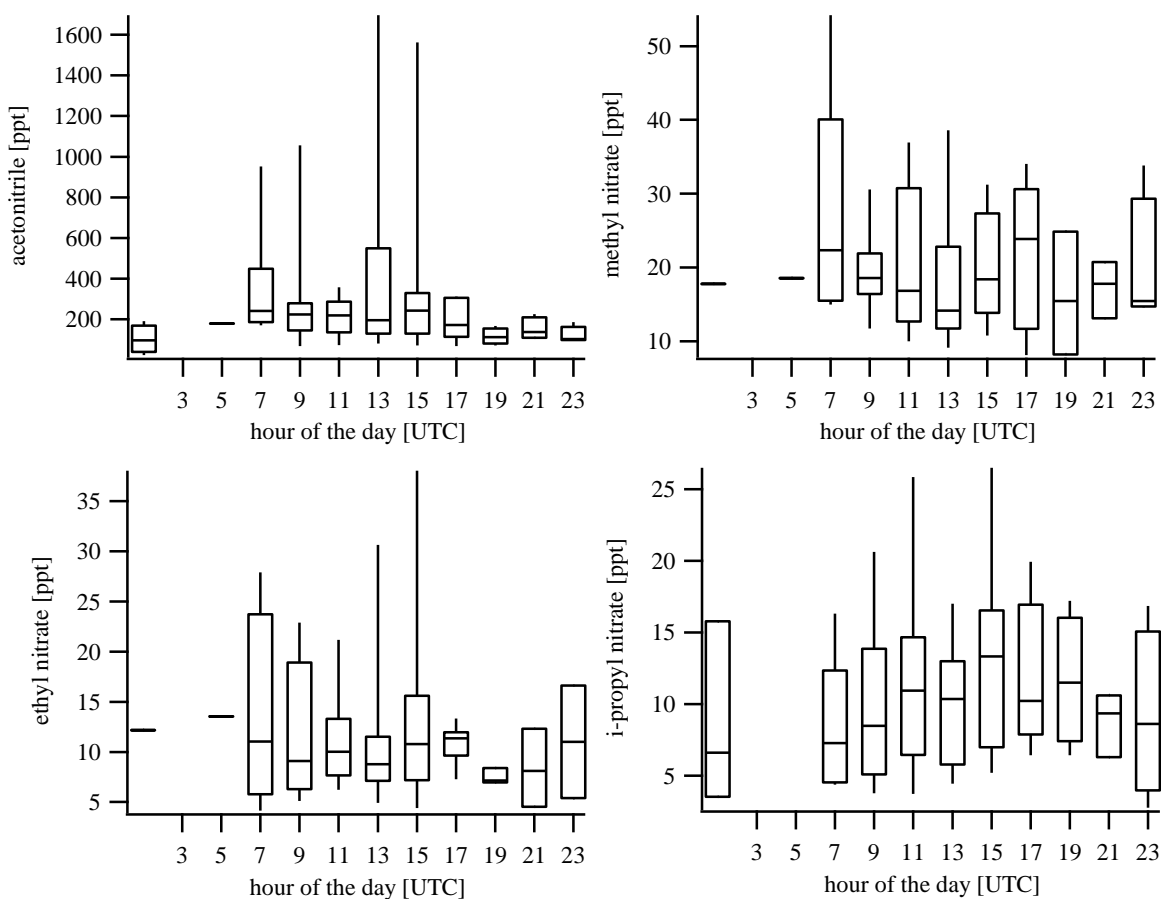 acetonitrile [ppt]
1600
1400
1200
1000
800
600
400
200
3 5 7 9 11 13 15 17 19 21 23
hour of the day [UTC]
methyl nitrate [ppt]
50
40
30
20
10
3 5 7 9 11 13 15 17 19 21 23
hour of the day [UTC]
ethyl nitrate [ppt]
35
30
25
20
15
10
5
3 5 7 9 11 13 15 17 19 21 23
hour of the day [UTC]
i-propyl nitrate [ppt]
25
20
15
10
5
3 5 7 9 11 13 15 17 19 21 23
hour of the day [UTC]